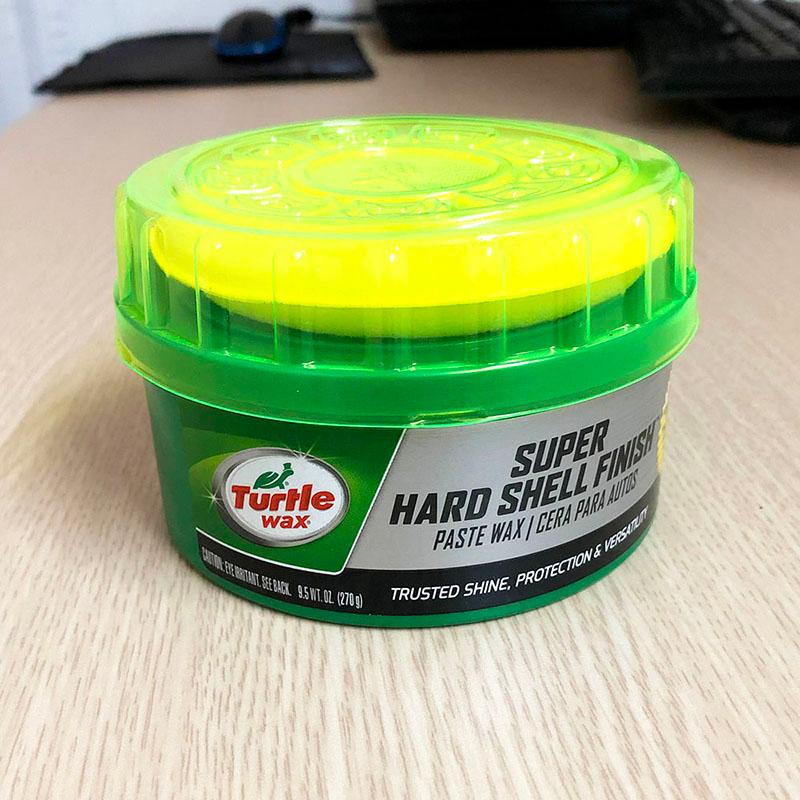 Turtle
wax®
SUPER
HARD SHELL FINISH
PASTE WAX / CERA PARA AUTOS
TRUSTED SHINE, PROTECTION & VERSATILITY
CAUTION: EYE IRRITANT. SEE BACK. 9.5 WT. OZ. (270 g)